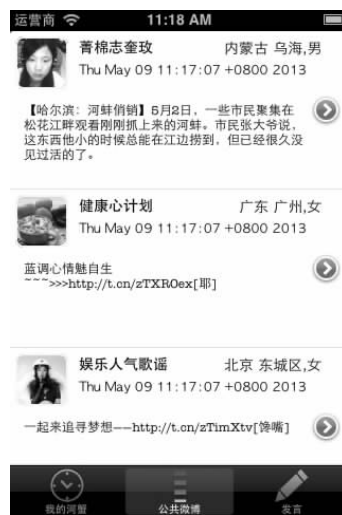 运营商 11:18 AM
菁棉志奎玫 内蒙古 乌海,男
Thu May 09 11:17:07 +0800 2013
【哈尔滨：河蚌俏销】5月2日，一些市民聚集在
松花江畔观看刚刚抓上来的河蚌。市民张大爷说，
这东西他小的时候总能在江边捞到，但已经很久没
见过活的了。
健康心计划 广东 广州,女
Thu May 09 11:17:07 +0800 2013
蓝调心情魅自生
~~~>>>http://t.cn/zTXROex[耶]
娱乐人气歌谣 北京 东城区,女
Thu May 09 11:17:07 +0800 2013
一起来追寻梦想——http://t.cn/zTimXtv[馋嘴]
我的河蟹 公共微博 发言